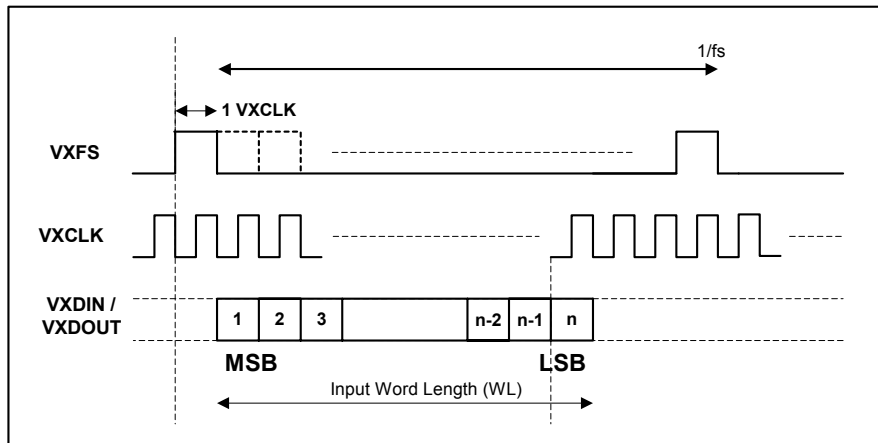 1/fs
1 VXCLK
VXFS
VXCLK
VXDIN /
VXDOUT
1 2 3 n-2 n-1 n
MSB LSB
Input Word Length (WL)